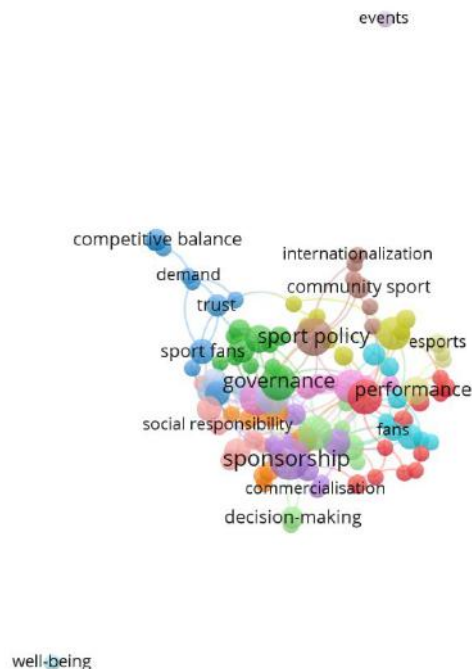 events
competitive balance
internationalization
demand
community sport
trust
sport policy
esports
sport fans
governance
performance
social responsibility
fans
sponsorship
commercialisation
decision-making
well-being